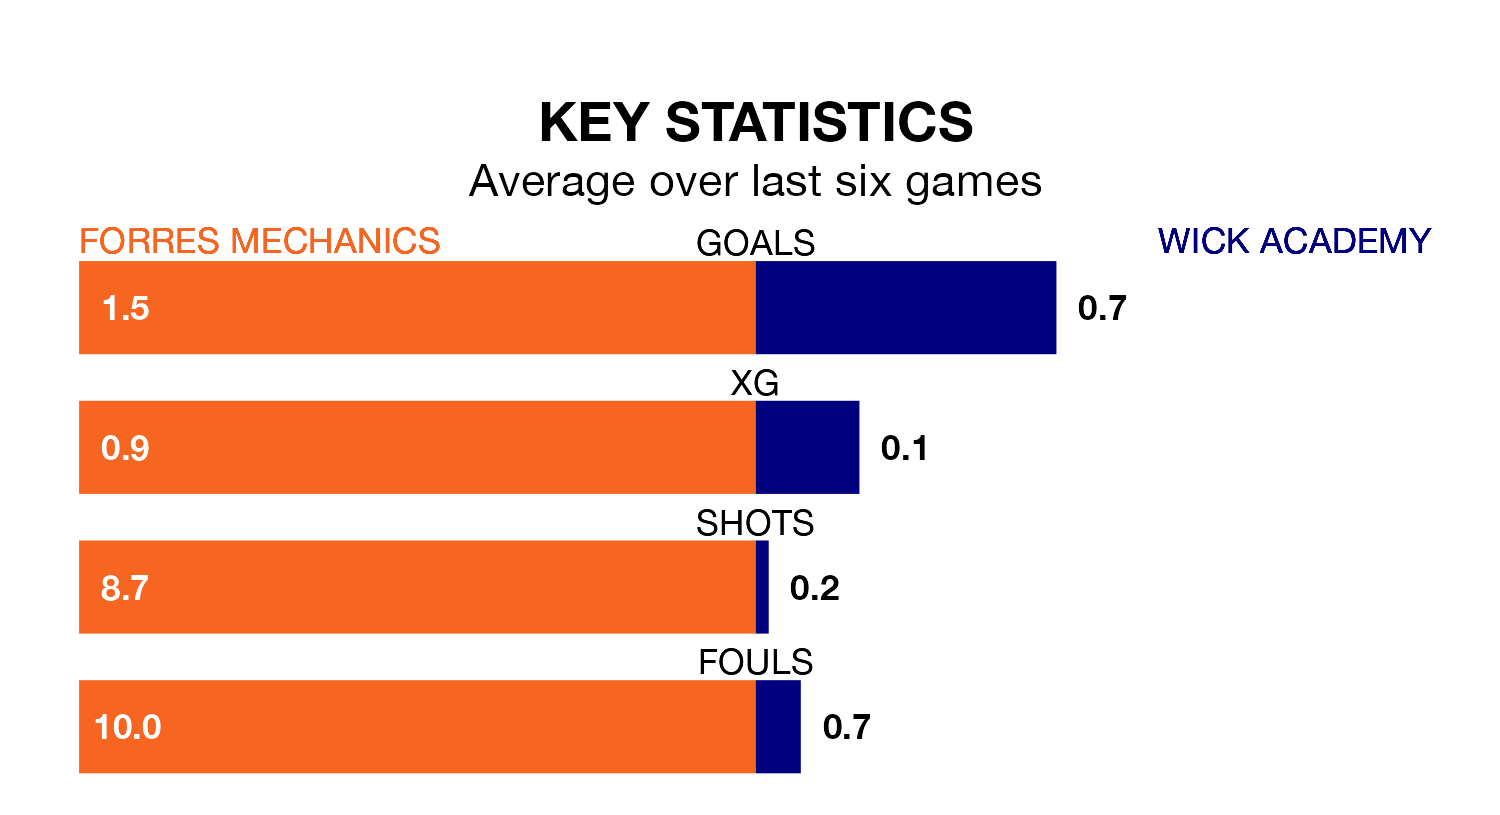 KEY STATISTICS
Average over last six games
FORRES MECHANICS GOALS WICK ACADEMY
1.5 0.7
XG
0.9 0.1
SHOTS
8.7 0.2
FOULS
10.0 0.7